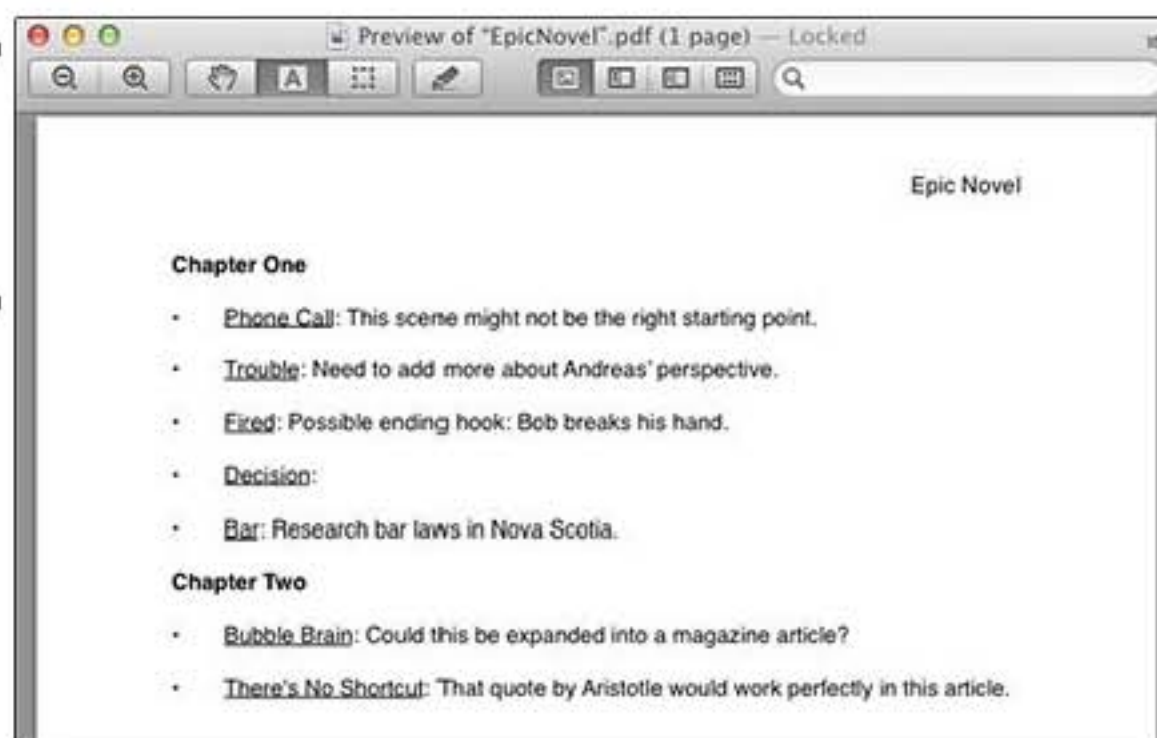 Preview of "EpicNovel".pdf (1 page) — Locked
A
Epic Novel
Chapter One
• Phone Call: This scene might not be the right starting point.
• Trouble: Need to add more about Andreas' perspective.
• Fired: Possible ending hook: Bob breaks his hand.
• Decision:
• Bar: Research bar laws in Nova Scotia.
Chapter Two
• Bubble Brain: Could this be expanded into a magazine article?
• There's No Shortcut: That quote by Aristotle would work perfectly in this article.